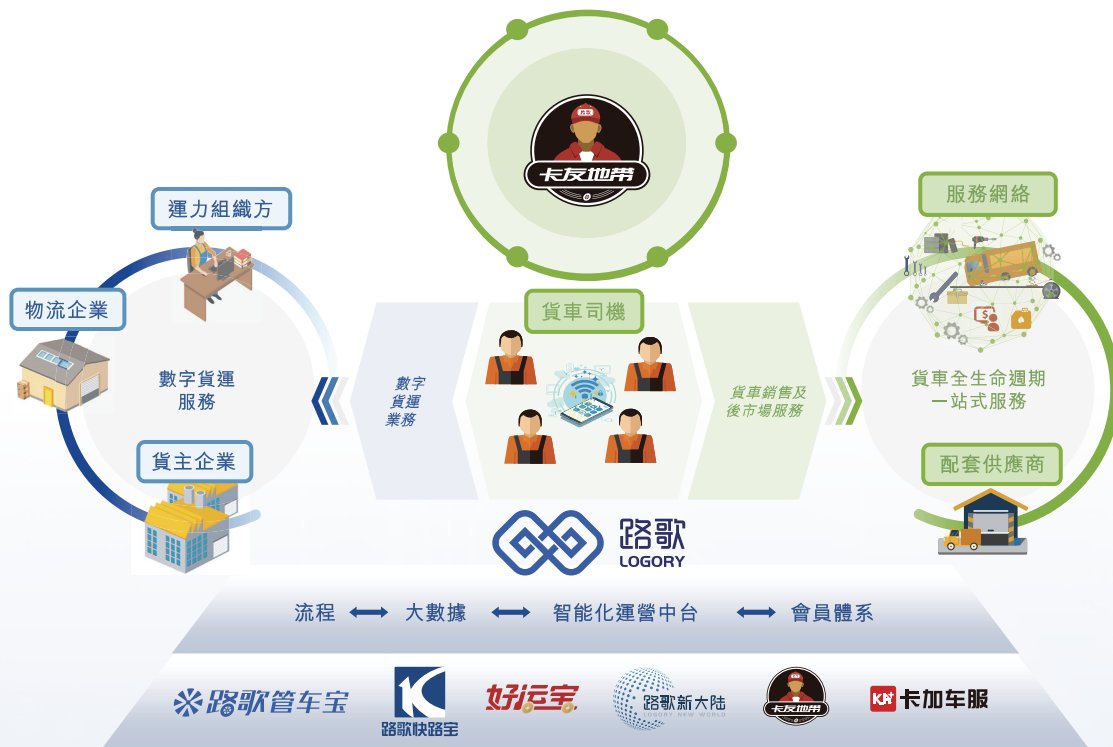 卡友地帶
運力組織方
服務網絡
物流企業
貨車司機
數字貨運
服務
數字
貨運
業務
貨車銷售及
後市場服務
貨車全生命週期
一站式服務
貨主企業
配套供應商
路歌
LOGORY
流程
大數據
智能化運營中台
會員體系
路歌管车宝
路歌快路宝
好运宝
路歌新大陆
LOGORY NEW WORLD
卡友地帶
卡加车服